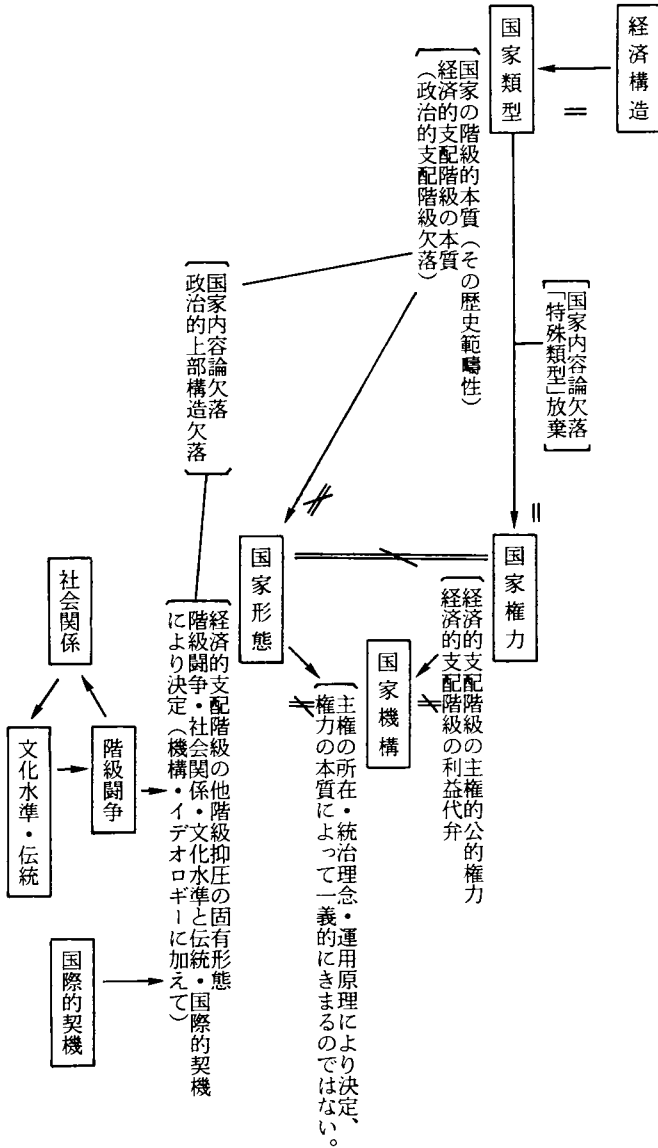 経済構造
国家類型
国家の階級的本質(その歴史範疇性)
経済的支配階級の本質
(政治的支配階級欠落)
国家内容論欠落
「特殊類型」放棄
国家内容論欠落
政治的上部構造欠落
国家権力
経済的支配階級の主権的公的権力
経済的支配階級の利益代弁
国家機構
主権の所在・統治理念・運用原理により決定、
権力の本質によって一義的にきまるのではない。
国家形態
経済的支配階級の他階級抑圧の固有形態
階級闘争・社会関係・文化水準と伝統・国際的契機
により決定(機構・イデオロギーに加えて)
社会関係
階級闘争
文化水準・伝統
国際的契機